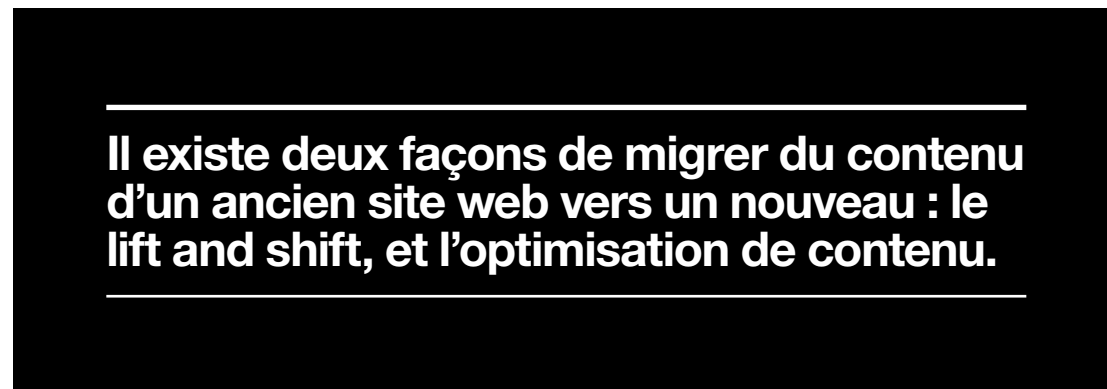 Il existe deux façons de migrer du contenu
d’un ancien site web vers un nouveau : le
lift and shift, et l’optimisation de contenu.